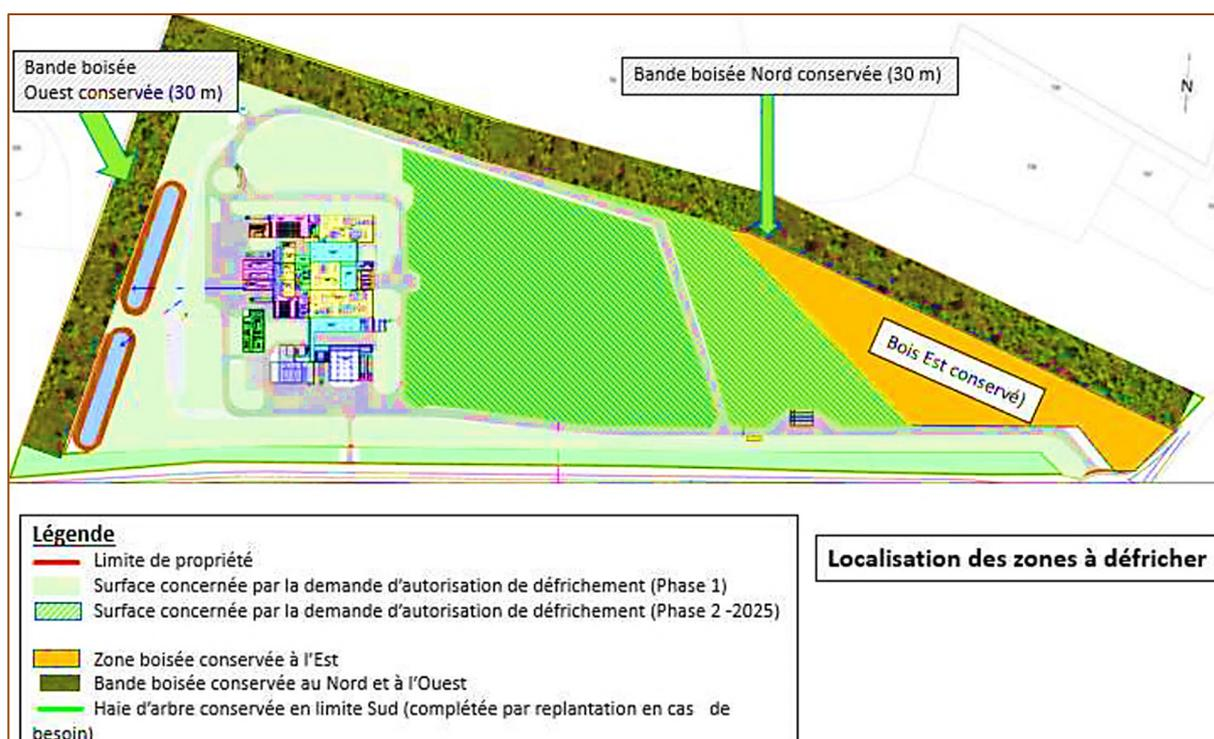 Bande boisée
Ouest conservée (30 m)
Bande boisée Nord conservée (30 m)
N
Bois Est conservé)
Légende
Limite de propriété
Surface concernée par la demande d'autorisation de défrichement (Phase 1)
Surface concernée par la demande d'autorisation de défrichement (Phase 2 -2025)
Zone boisée conservée à l'Est
Bande boisée conservée au Nord et à l'Ouest
Haie d'arbre conservée en limite Sud (complétée par replantation en cas de
besoin)
Localisation des zones à défricher